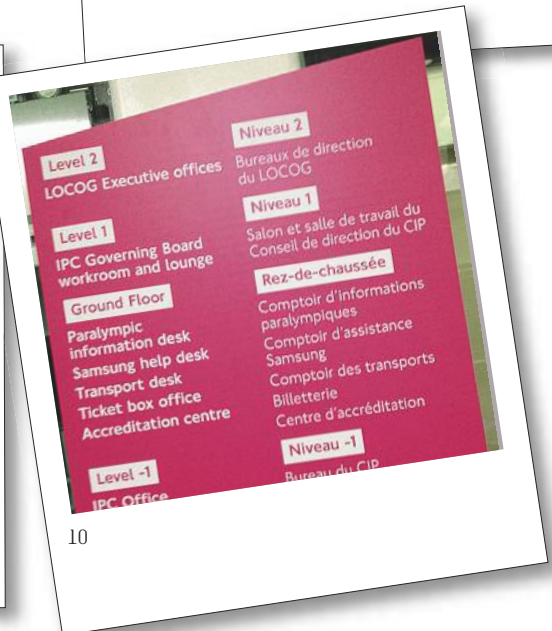 Level 2
LOCOG Executive offices
Level 1
IPC Governing Board
workroom and lounge
Ground Floor
Paralympic
information desk
Samsung help desk
Transport desk
Ticket box office
Accreditation centre
Level -1
IPC Office
Niveau 2
Bureaux de direction
du LOCOG
Niveau 1
Salon et salle de travail du
Conseil de direction du CIP
Rez-de-chaussée
Comptoir d'informations
paralympiques
Comptoir d'assistance
Samsung
Comptoir des transports
Billetterie
Centre d'accréditation
Niveau -1
Bureau du CIP
10